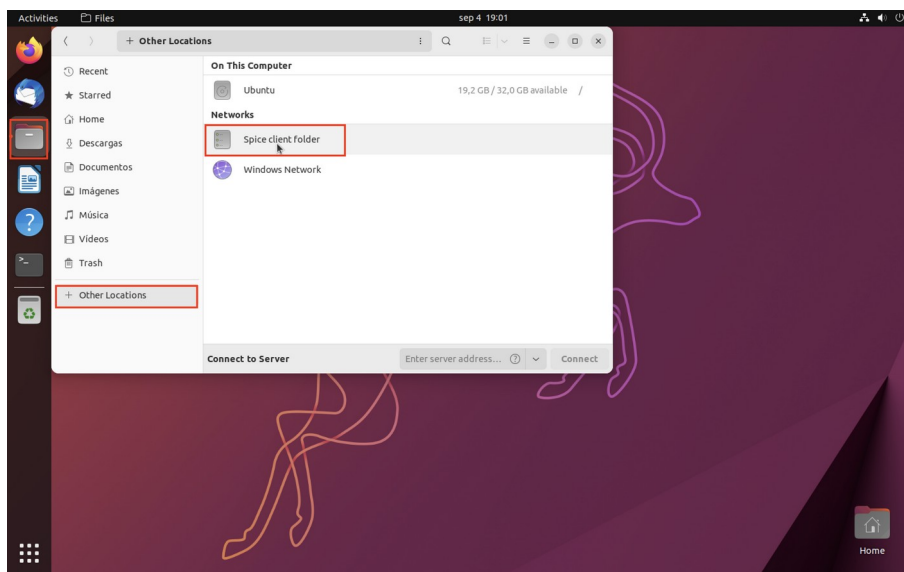 Activities Files sep 4 19:01
+ Other Locations
Recent
Starred
Home
Descargas
Documentos
Imágenes
Música
Vídeos
Trash
+ Other Locations
On This Computer
Ubuntu 19,2 GB / 32,0 GB available /
Networks
Spice client folder
Windows Network
Connect to Server Enter server address... ? Connect
>_
?
Home